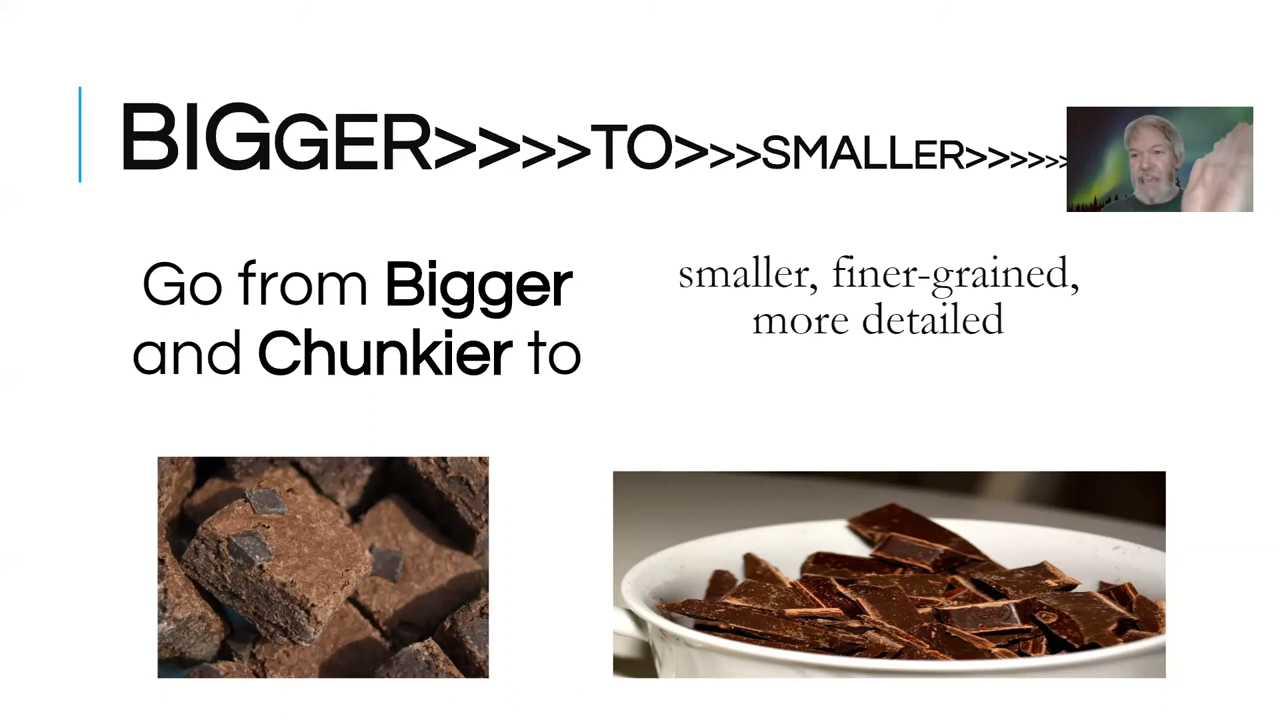 BIGGER>>>>TO>>>>SMALLER>>>>>>>
Go from Bigger
and Chunkier to
smaller, finer-grained,
more detailed